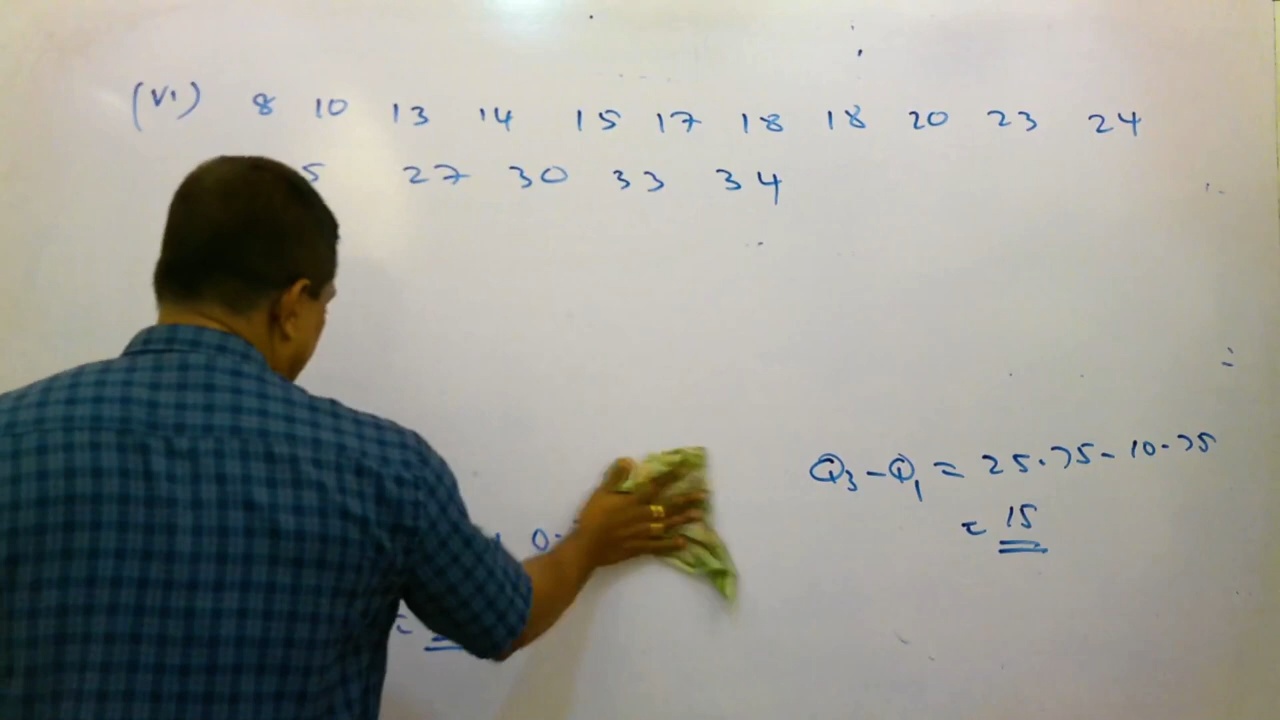 (vi) 8 10 13 14 15 17 18 18 20 23 24
5 27 30 33 34
Q₃ - Q₁ = 25.75 - 10.75
0.
= 15
=